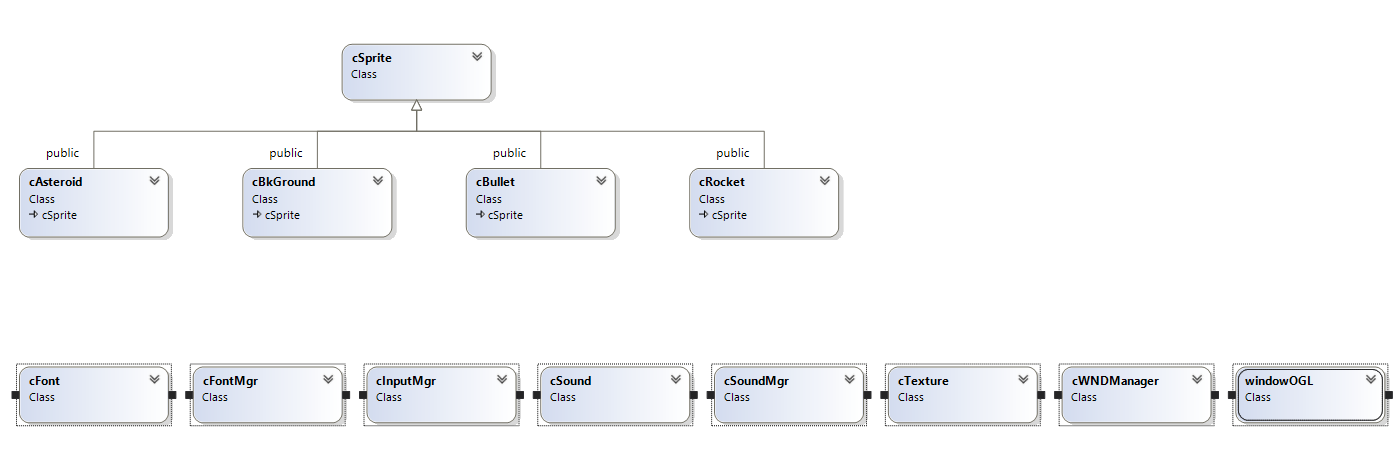 cSprite
Class
public
public
public
public
cAsteroid
Class
cSprite
cBkGround
Class
cSprite
cBullet
Class
cSprite
cRocket
Class
cSprite
cFont
Class
cFontMgr
Class
cInputMgr
Class
cSound
Class
cSoundMgr
Class
cTexture
Class
cWNDManager
Class
windowOGL
Class